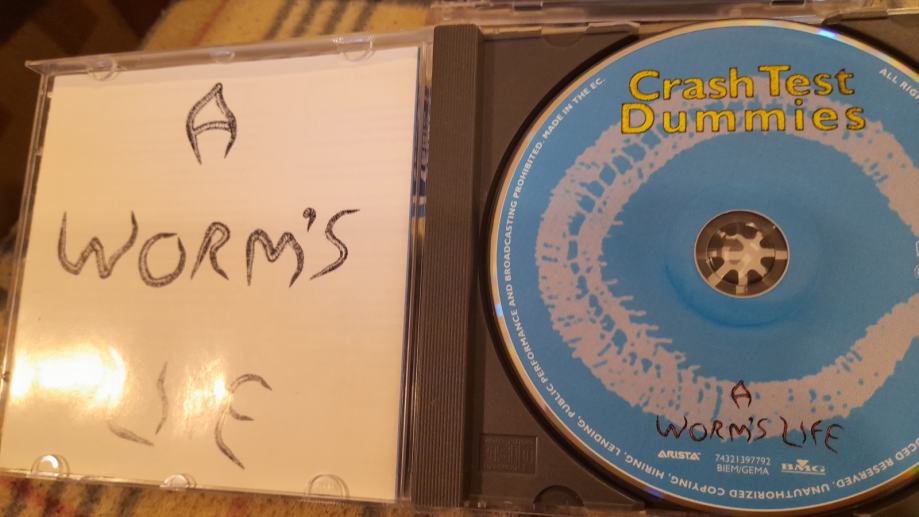 A
WORM'S
LIFE
Crash Test
Dummies
A
WORM'S LIFE
ARISTA
74321397792
BIEM/GEMA
BMG
UNAUTHORIZED COPYING, HIRING, LENDING, PUBLIC PERFORMANCE AND BROADCASTING PROHIBITED. MADE IN THE EC.
ALL RIG
CED RESERVED.